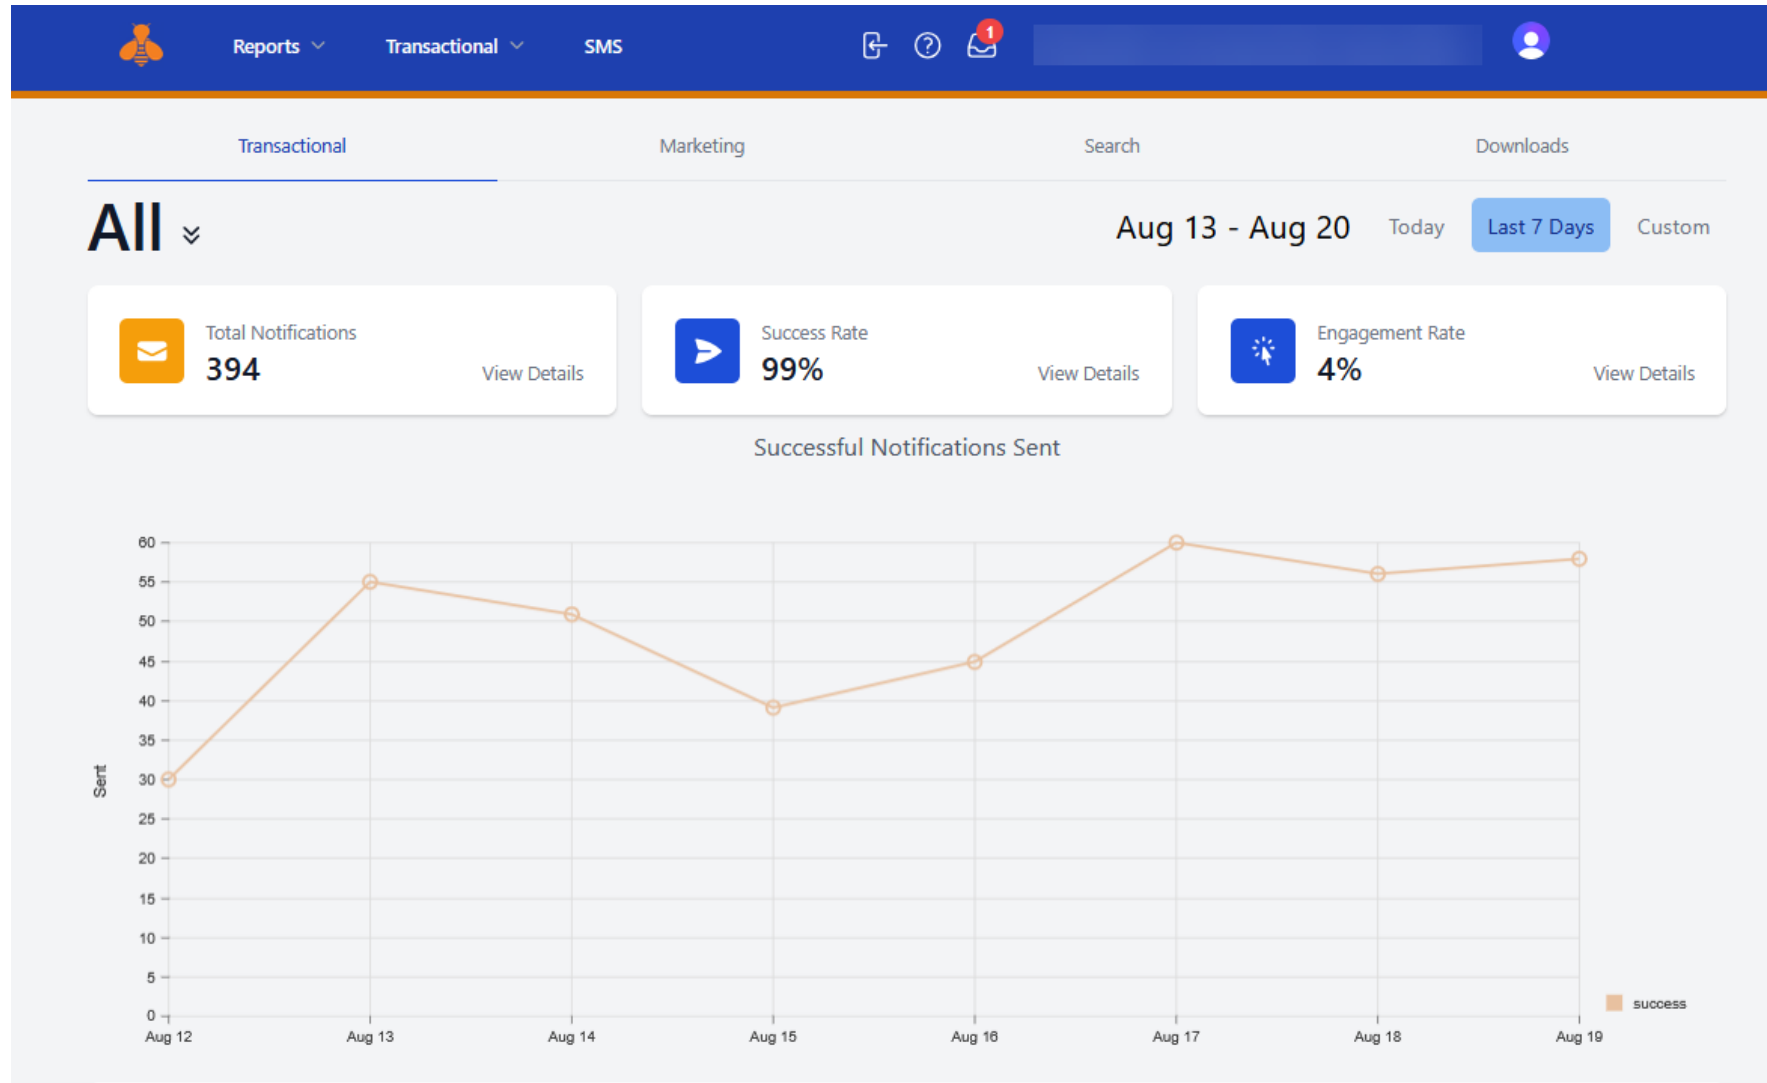 Reports Transactional SMS 1
Transactional Marketing Search Downloads
All Aug 13 - Aug 20 Today Last 7 Days Custom
Total Notifications
394
View Details
Success Rate
99%
View Details
Engagement Rate
4%
View Details
Successful Notifications Sent
60
55
50
45
40
35
30
25
20
15
10
5
0
Sent
Aug 12 Aug 13 Aug 14 Aug 15 Aug 16 Aug 17 Aug 18 Aug 19
success